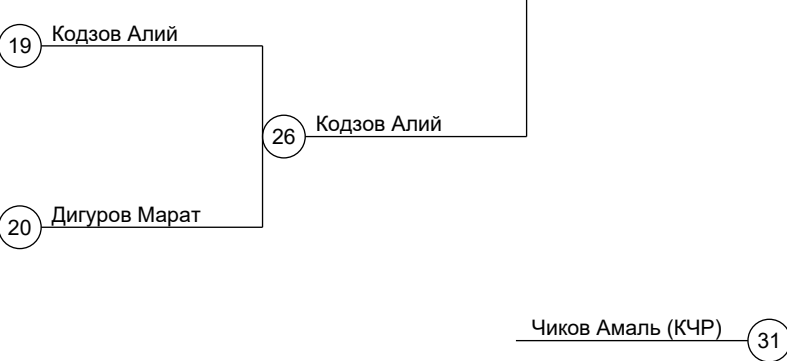 19 Кодзов Алий
26 Кодзов Алий
20 Дигуров Марат
Чиков Амаль (КЧР) 31